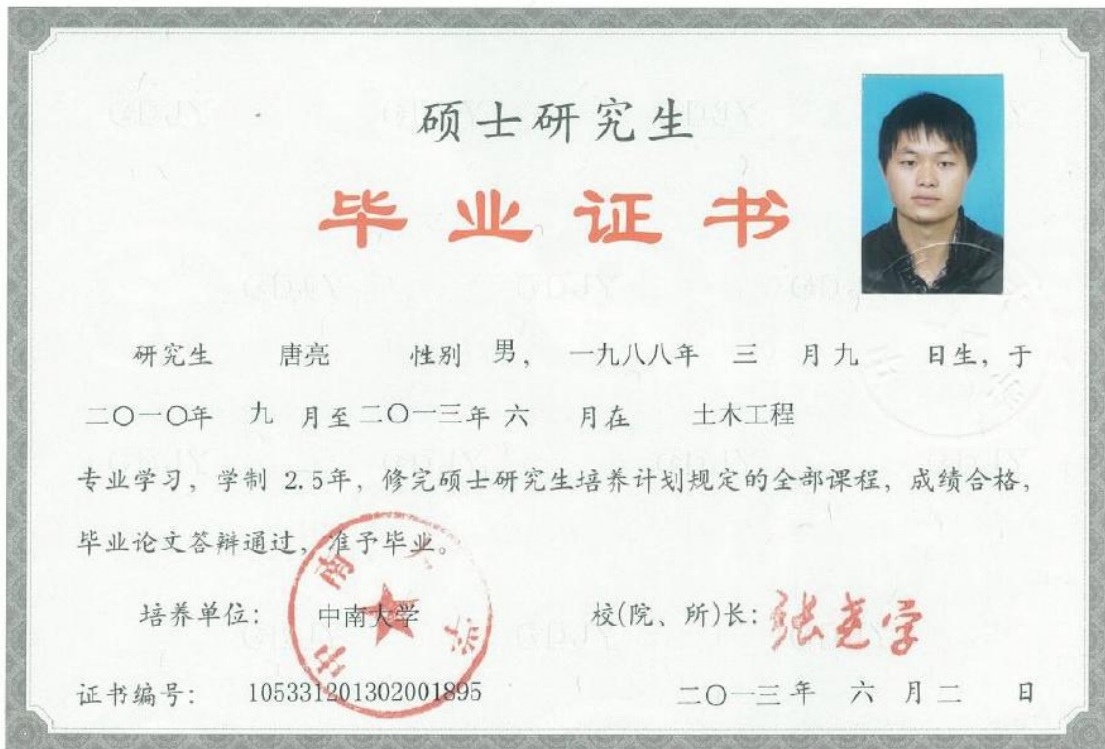 硕士研究生
毕业证书
研究生 唐亮 性别 男, 一九八八年 三 月 九 日生, 于
二〇一〇年 九 月至二〇一三年 六 月在 土木工程
专业学习, 学制 2.5年, 修完硕士研究生培养计划规定的全部课程, 成绩合格,
毕业论文答辩通过, 准予毕业。
培养单位: 中南大学 校(院、所)长: 张尧学
中南大学
证书编号: 105331201302001895 二〇一三年 六 月 二 日